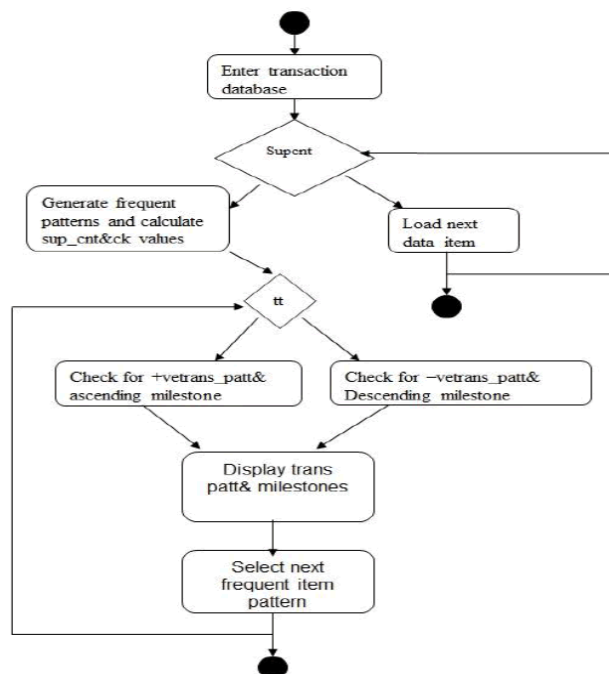 Enter transaction
database
Supcnt
Generate frequent
patterns and calculate
sup_cnt&ck values
Load next
data item
tt
Check for +vetrans_patt&
ascending milestone
Check for –vetrans_patt&
Descending milestone
Display trans
patt& milestones
Select next
frequent item
pattern